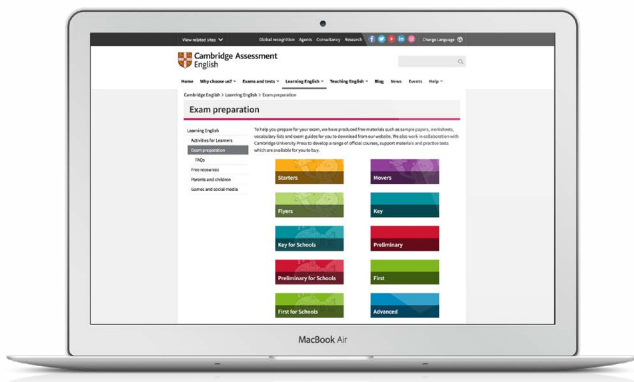 View related sites
Global recognition Agents Consultancy Research
Change Language
Cambridge Assessment
English
Home Why choose us? Exams and tests Learning English Teaching English Blog News Events Help
Cambridge English > Learning English > Exam preparation
Exam preparation
Learning English
Activities for Learners
Exam preparation
FAQs
Free resources
Parents and children
Games and social media
To help you prepare for your exam, we have produced free materials such as sample papers, worksheets,
vocabulary lists and exam guides for you to download from our website. We also work in collaboration with
Cambridge University Press to develop a range of official courses, support materials and practice tests
which are available for you to buy.
Starters
Movers
Flyers
Key
Key for Schools
Preliminary
Preliminary for Schools
First
First for Schools
Advanced
MacBook Air